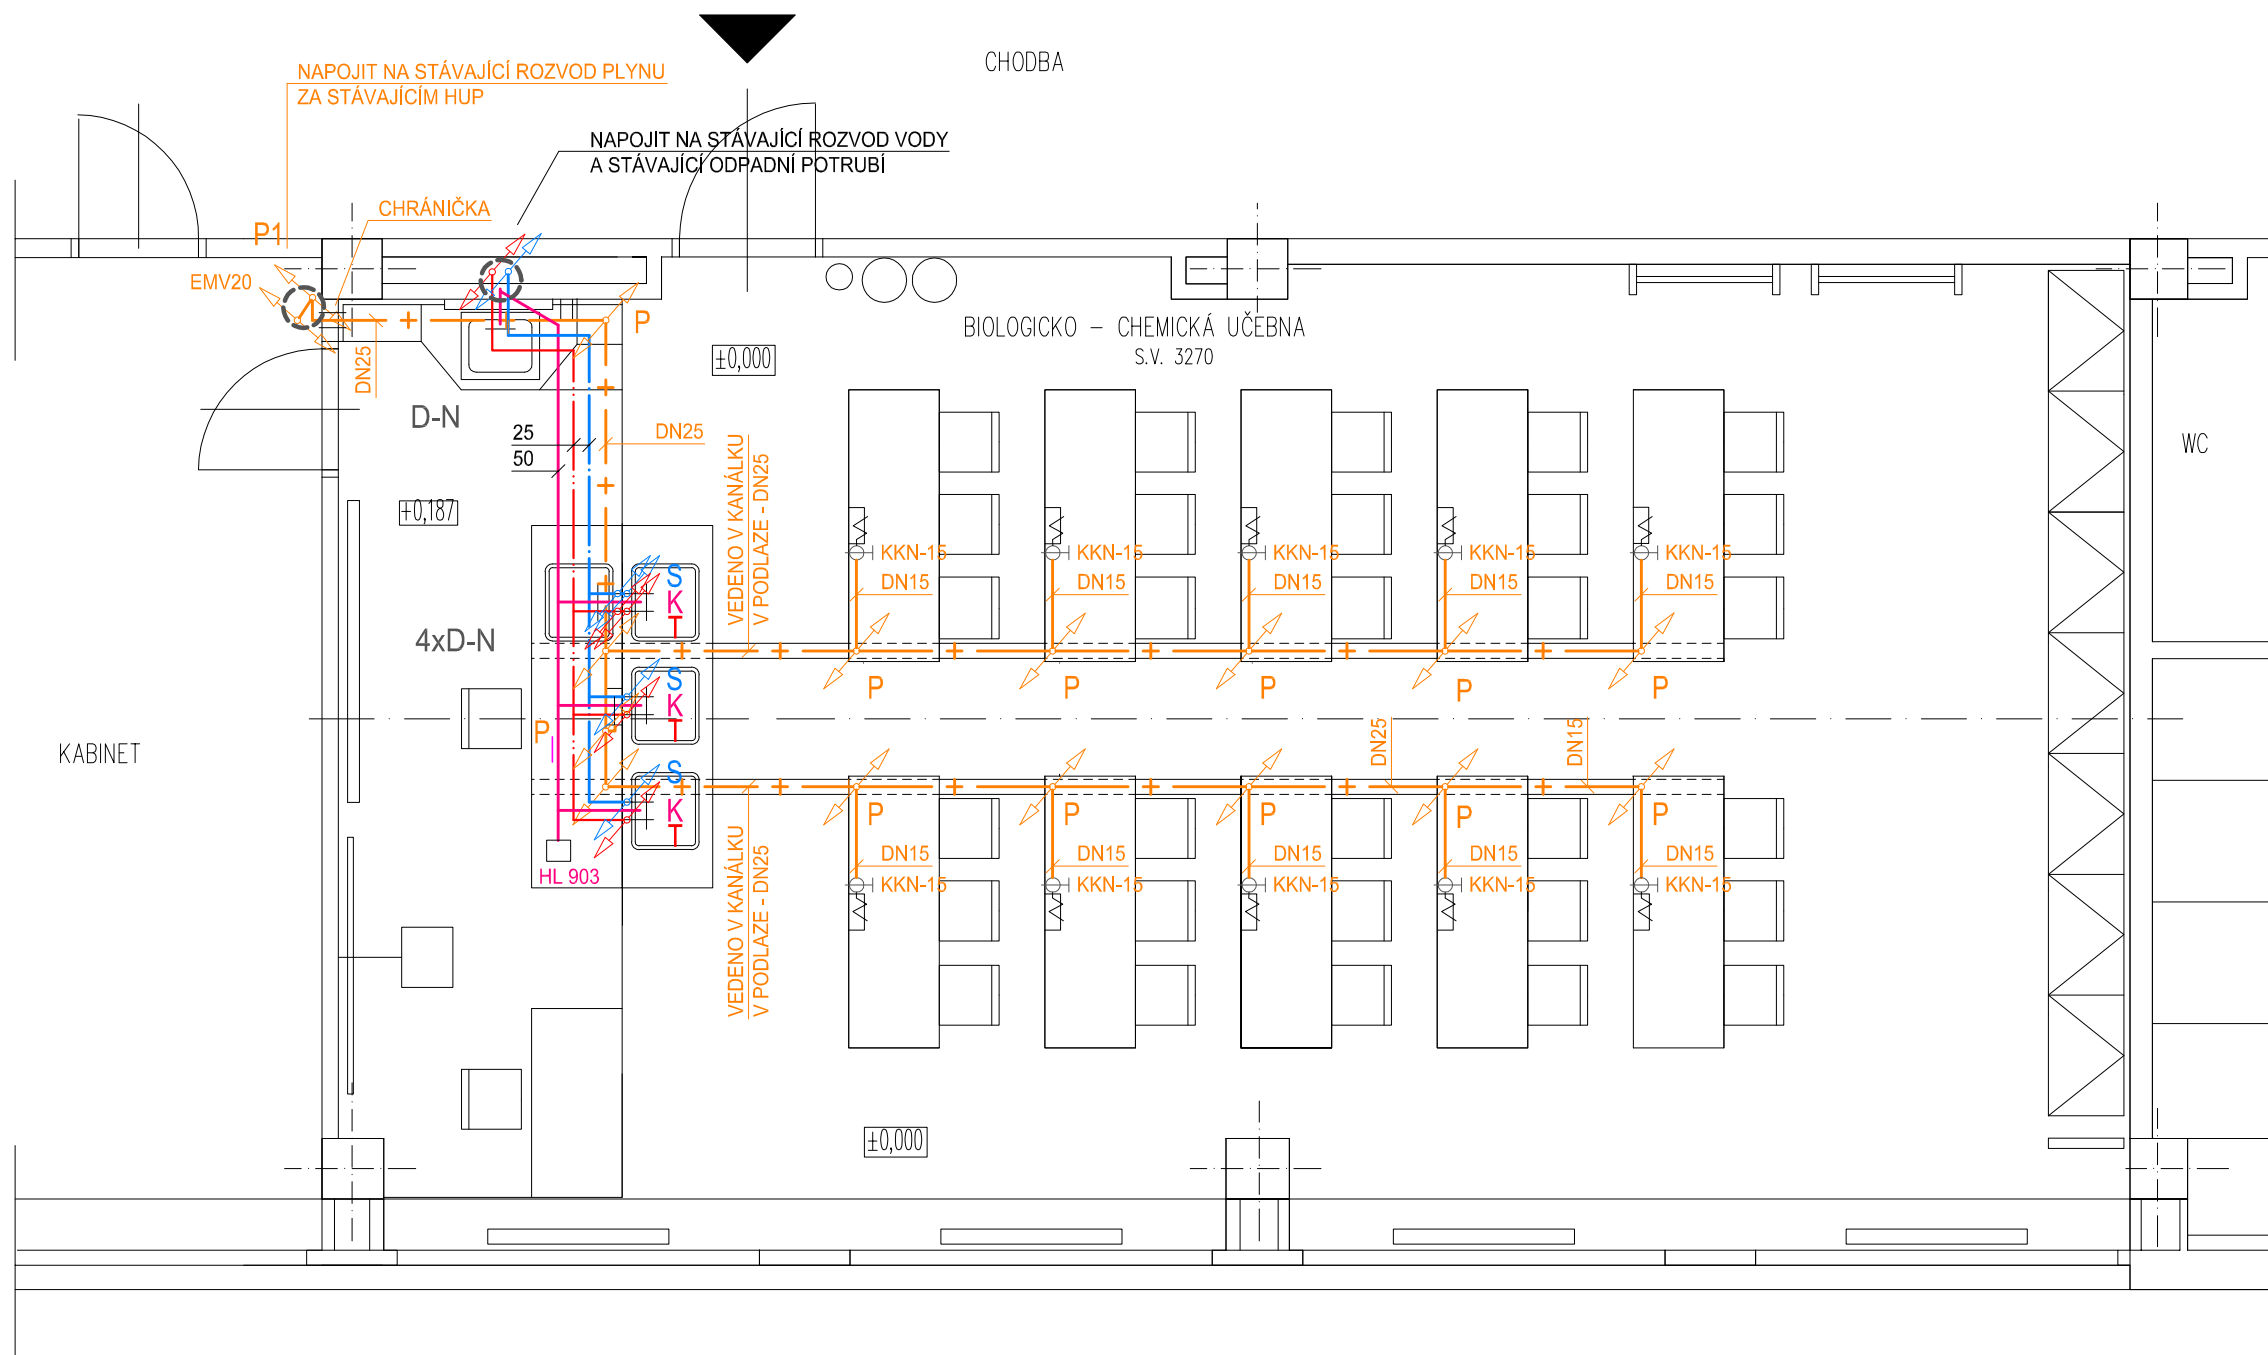 CHODBA
NAPOJIT NA STÁVAJÍCÍ ROZVOD PLYNU
ZA STÁVAJÍCÍM HUP
NAPOJIT NA STÁVAJÍCÍ ROZVOD VODY
A STÁVAJÍCÍ ODPADNÍ POTRUBÍ
CHRÁNIČKA
P1
EMV20
P
DN25
BIOLOGICKO – CHEMICKÁ UČEBNA
S.V. 3270
±0,000
D-N
25
50
DN25
VEDENO V KANÁLKU
V PODLAZE - DN25
WC
+0,187
KKN-15
KKN-15
KKN-15
KKN-15
KKN-15
DN15
DN15
DN15
DN15
DN15
S
K
T
4xD-N
P
P
P
P
P
S
K
T
P
KABINET
DN25
DN15
S
K
T
P
P
P
P
P
HL 903
VEDENO V KANÁLKU
V PODLAZE - DN25
DN15
DN15
DN15
DN15
DN15
KKN-15
KKN-15
KKN-15
KKN-15
KKN-15
±0,000